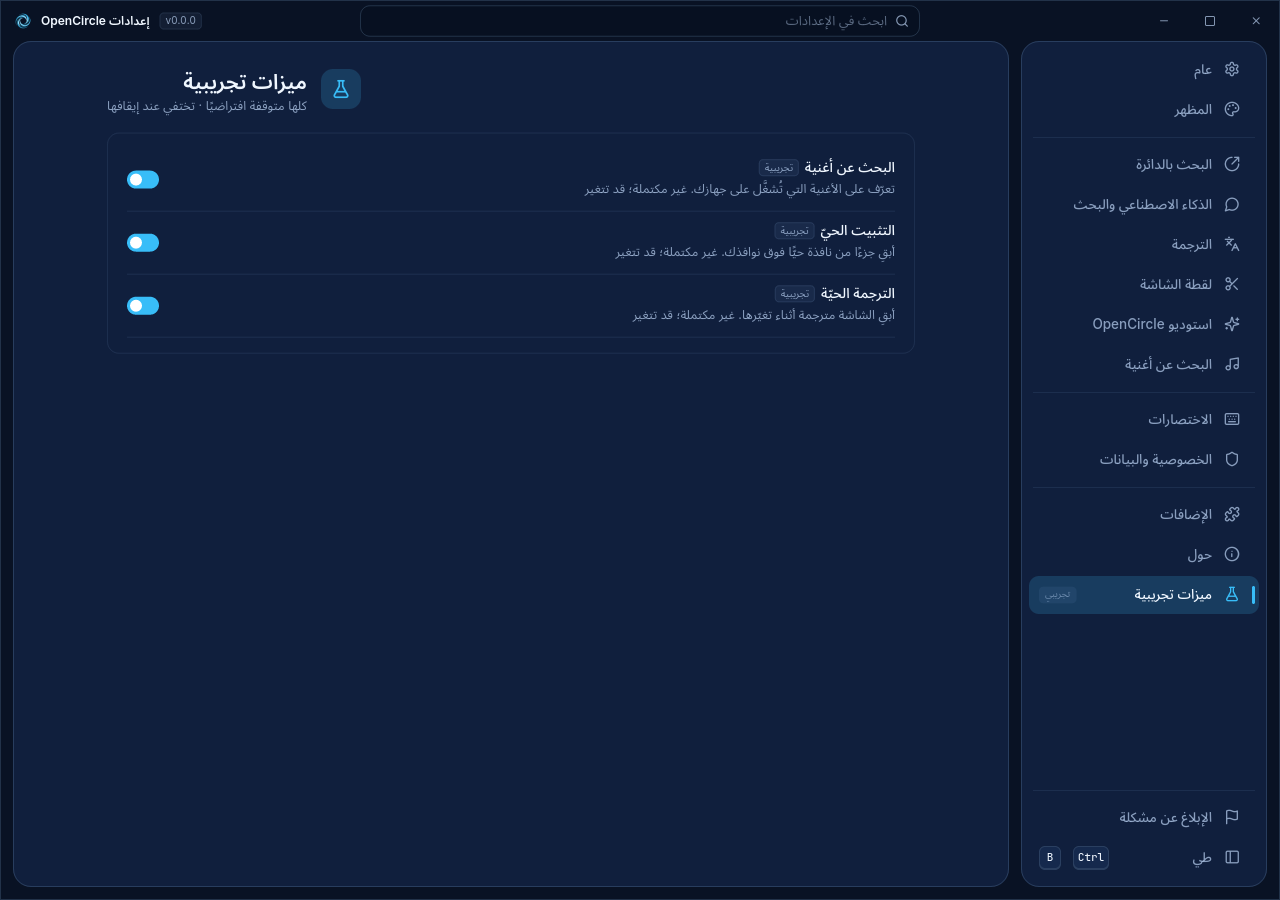 إعدادات OpenCircle
v0.0.0
ابحث في الإعدادات
عام
المظهر
البحث بالدائرة
الذكاء الاصطناعي والبحث
الترجمة
لقطة الشاشة
استوديو OpenCircle
البحث عن أغنية
الاختصارات
الخصوصية والبيانات
الإضافات
حول
ميزات تجريبية تجريبي
الإبلاغ عن مشكلة
طي Ctrl B
ميزات تجريبية
كلها متوقفة افتراضيًا · تختفي عند إيقافها
البحث عن أغنية تجريبية
تعرّف على الأغنية التي تُشغَّل على جهازك. غير مكتملة؛ قد تتغير
التثبيت الحيّ تجريبية
أبقِ جزءًا من نافذة حيًّا فوق نوافذك. غير مكتملة؛ قد تتغير
الترجمة الحيّة تجريبية
أبقِ الشاشة مترجمة أثناء تغيّرها. غير مكتملة؛ قد تتغير